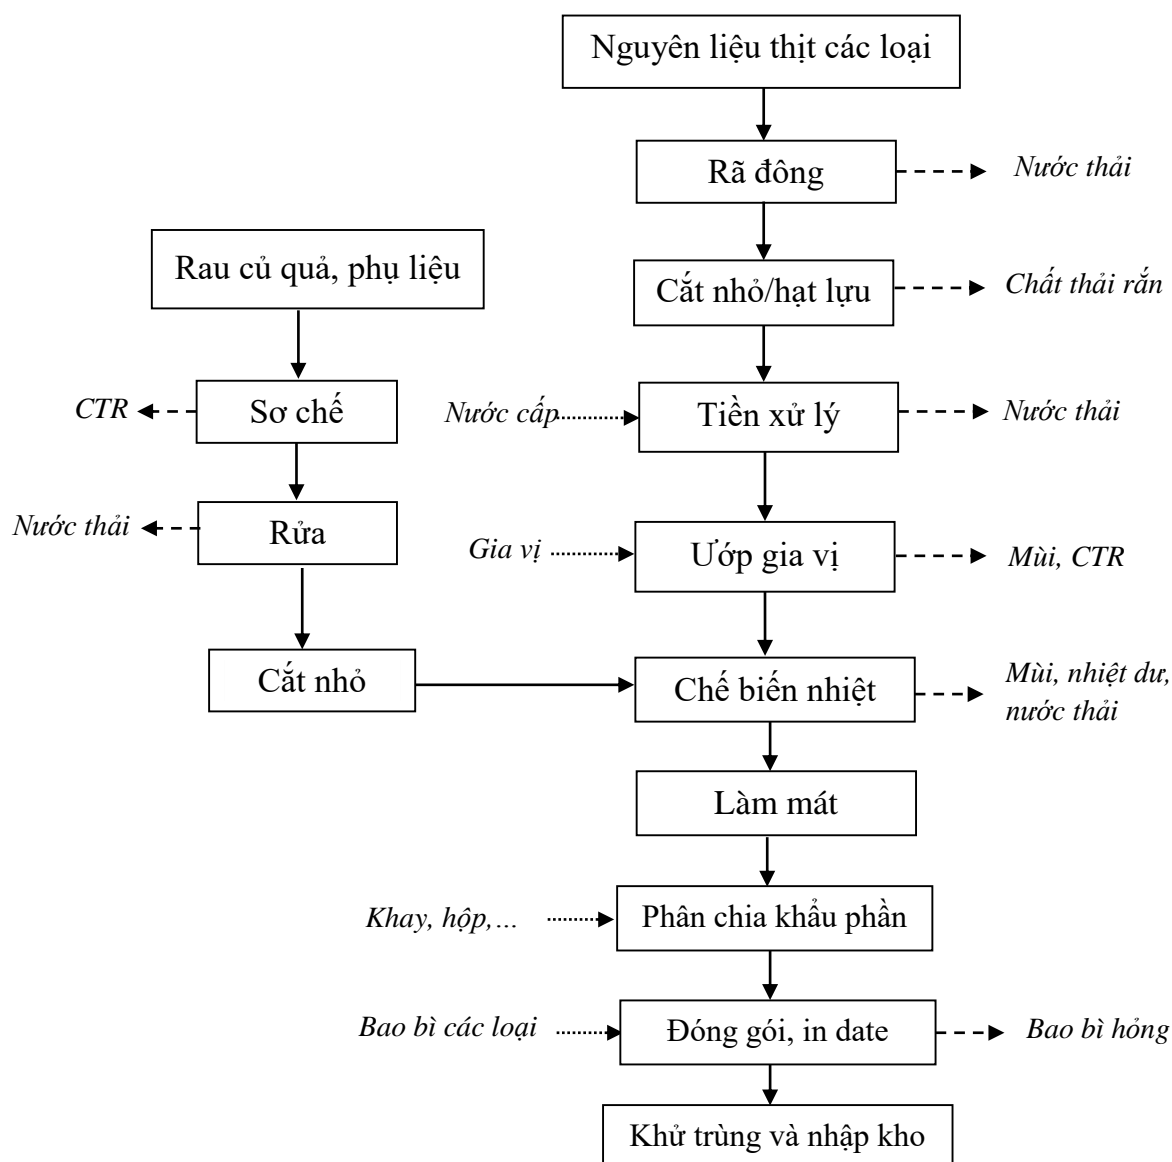 Nguyên liệu thịt các loại
Rã đông
Nước thải
Rau củ quả, phụ liệu
Cắt nhỏ/hạt lựu
Chất thải rắn
CTR
Sơ chế
Nước cấp
Tiền xử lý
Nước thải
Nước thải
Rửa
Gia vị
Ướp gia vị
Mùi, CTR
Cắt nhỏ
Chế biến nhiệt
Mùi, nhiệt dư,
nước thải
Làm mát
Khay, hộp,…
Phân chia khẩu phần
Bao bì các loại
Đóng gói, in date
Bao bì hỏng
Khử trùng và nhập kho